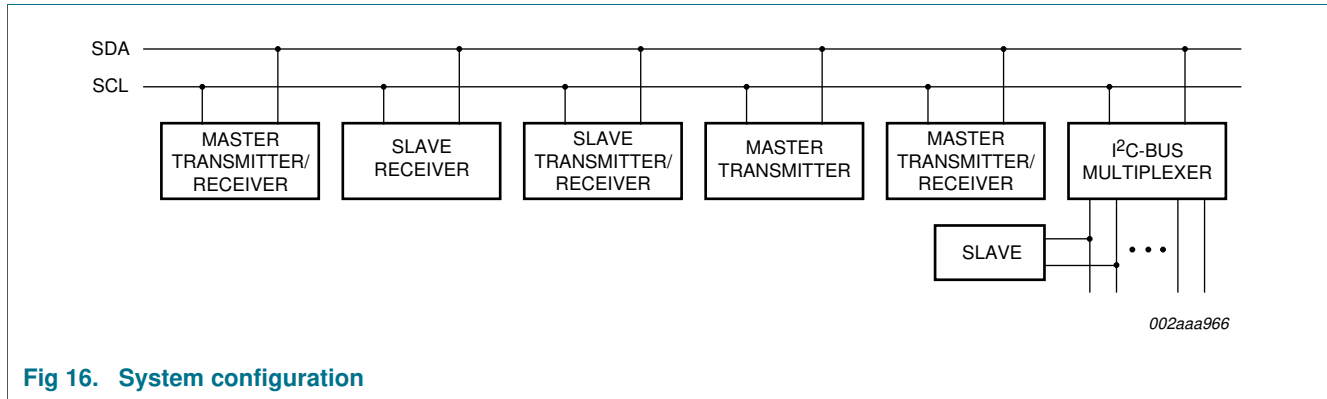 SDA
SCL
MASTER
TRANSMITTER/
RECEIVER
SLAVE
RECEIVER
SLAVE
TRANSMITTER/
RECEIVER
MASTER
TRANSMITTER
MASTER
TRANSMITTER/
RECEIVER
I²C-BUS
MULTIPLEXER
SLAVE
002aaa966
Fig 16. System configuration